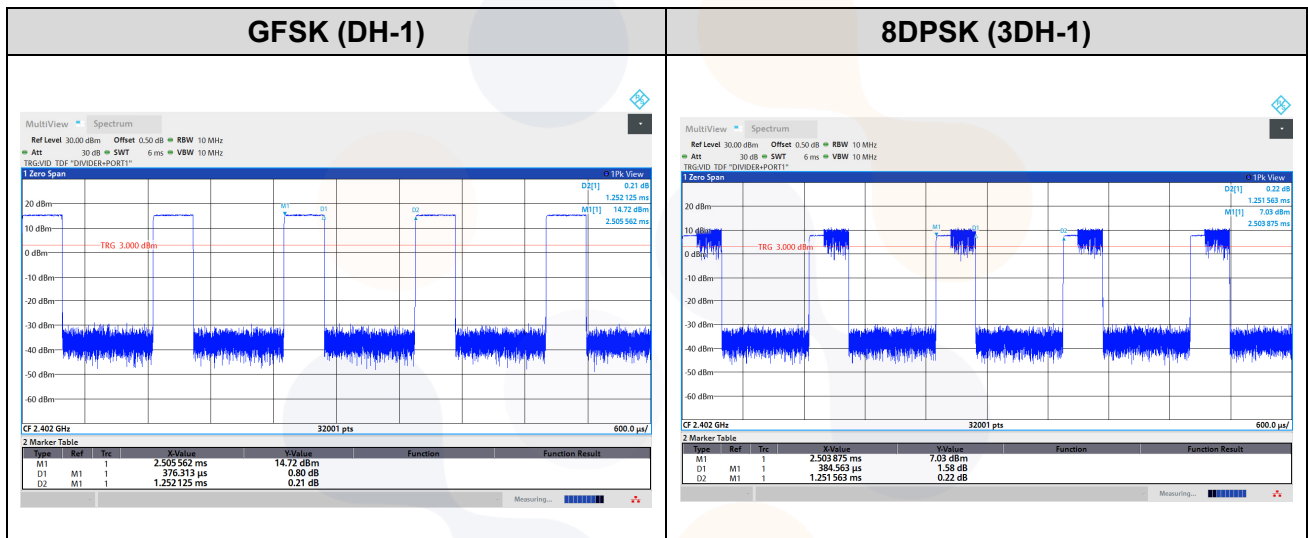 GFSK (DH-1)
8DPSK (3DH-1)
R&S
MultiView Spectrum
Ref Level 30.00 dBm Offset 0.50 dB RBW 10 MHz
Att 30 dB SWT 6 ms VBW 10 MHz
TRG:VID TDF "DIVIDER+PORT1"
1 Zero Span 1Pk View
D2[1] 0.21 dB
1.252 125 ms
M1[1] 14.72 dBm
2.505 562 ms
20 dBm
M1 D1 D2
10 dBm
TRG 3.000 dBm
0 dBm
-10 dBm
-20 dBm
-30 dBm
-40 dBm
-50 dBm
-60 dBm
CF 2.402 GHz 32001 pts 600.0 µs/
2 Marker Table
Type Ref Trc X-Value Y-Value Function Function Result
M1 1 2.505 562 ms 14.72 dBm
D1 M1 1 376.313 µs 0.80 dB
D2 M1 1 1.252 125 ms 0.21 dB
Measuring...
R&S
MultiView Spectrum
Ref Level 30.00 dBm Offset 0.50 dB RBW 10 MHz
Att 30 dB SWT 6 ms VBW 10 MHz
TRG:VID TDF "DIVIDER+PORT1"
1 Zero Span 1Pk View
D2[1] 0.22 dB
1.251 563 ms
M1[1] 7.03 dBm
2.503 875 ms
20 dBm
10 dBm
M1 D1 D2
TRG 3.000 dBm
0 dBm
-10 dBm
-20 dBm
-30 dBm
-40 dBm
-50 dBm
-60 dBm
CF 2.402 GHz 32001 pts 600.0 µs/
2 Marker Table
Type Ref Trc X-Value Y-Value Function Function Result
M1 1 2.503 875 ms 7.03 dBm
D1 M1 1 384.563 µs 1.58 dB
D2 M1 1 1.251 563 ms 0.22 dB
Measuring...